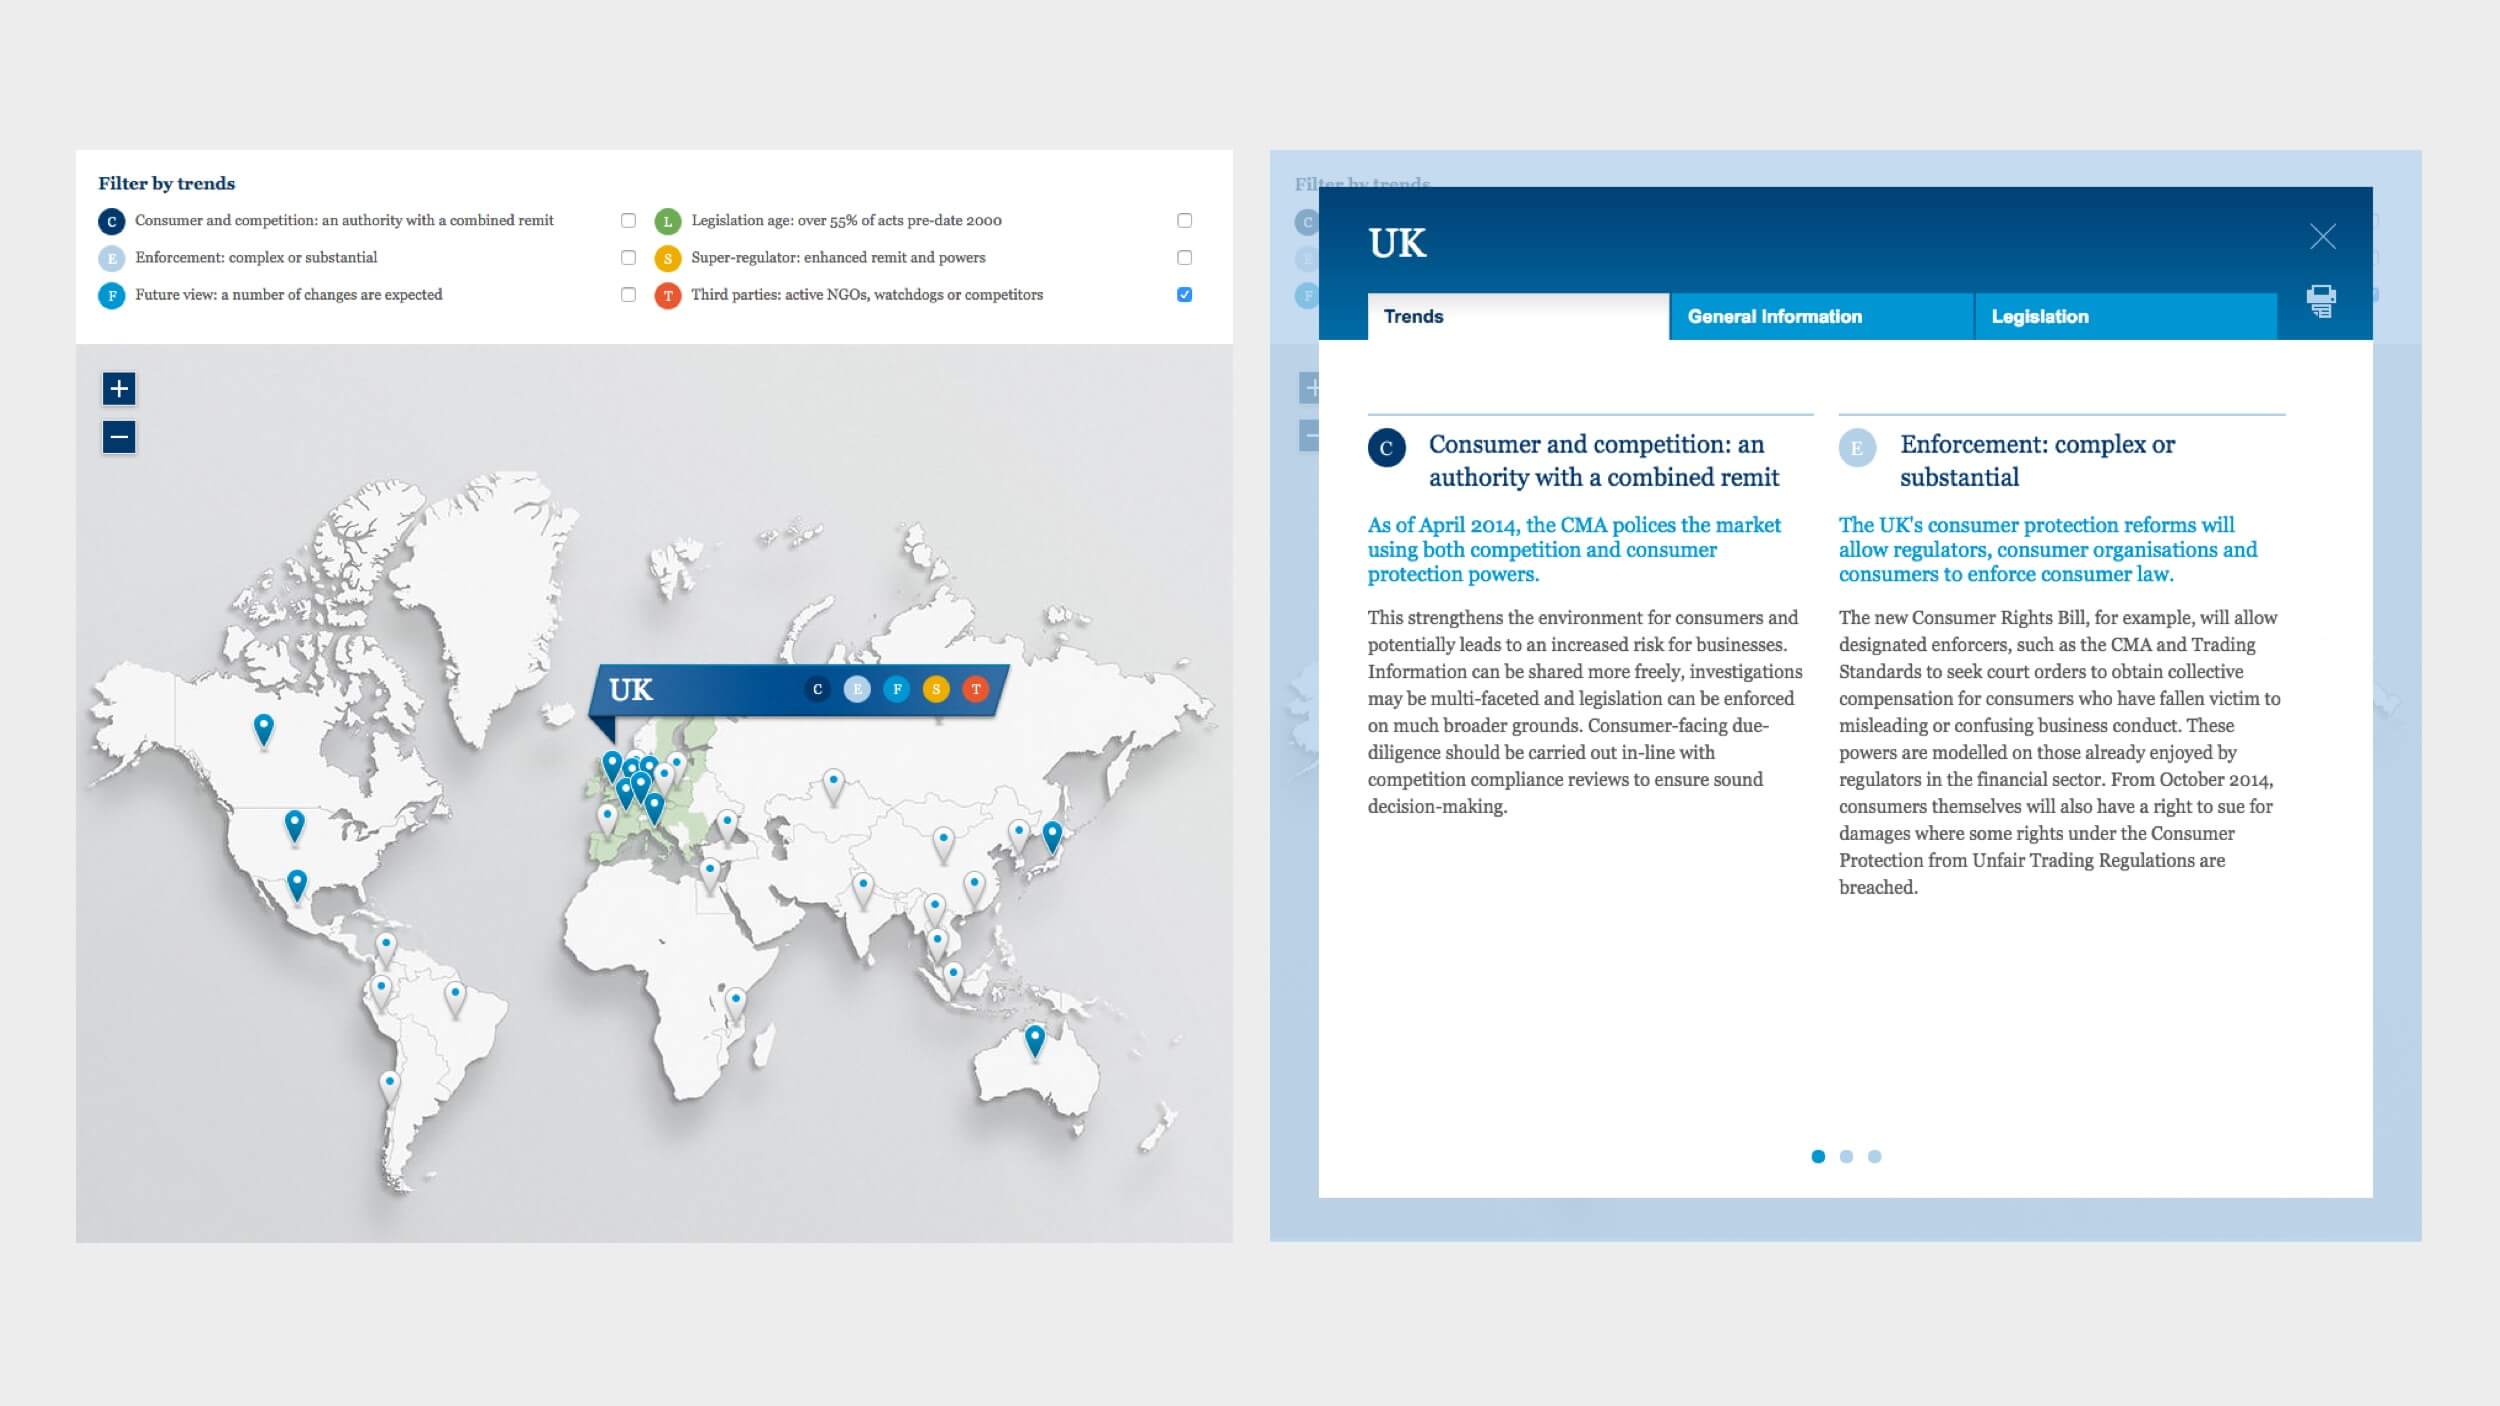 Filter by trends
C Consumer and competition: an authority with a combined remit
E Enforcement: complex or substantial
F Future view: a number of changes are expected
L Legislation age: over 55% of acts pre-date 2000
S Super-regulator: enhanced remit and powers
T Third parties: active NGOs, watchdogs or competitors
+
−
UK C E F S T
Filter by trends
C
E
F
+
−
UK
Trends
General Information
Legislation
C Consumer and competition: an
authority with a combined remit
As of April 2014, the CMA polices the market
using both competition and consumer
protection powers.
This strengthens the environment for consumers and
potentially leads to an increased risk for businesses.
Information can be shared more freely, investigations
may be multi-faceted and legislation can be enforced
on much broader grounds. Consumer-facing due-
diligence should be carried out in-line with
competition compliance reviews to ensure sound
decision-making.
E Enforcement: complex or
substantial
The UK's consumer protection reforms will
allow regulators, consumer organisations and
consumers to enforce consumer law.
The new Consumer Rights Bill, for example, will allow
designated enforcers, such as the CMA and Trading
Standards to seek court orders to obtain collective
compensation for consumers who have fallen victim to
misleading or confusing business conduct. These
powers are modelled on those already enjoyed by
regulators in the financial sector. From October 2014,
consumers themselves will also have a right to sue for
damages where some rights under the Consumer
Protection from Unfair Trading Regulations are
breached.